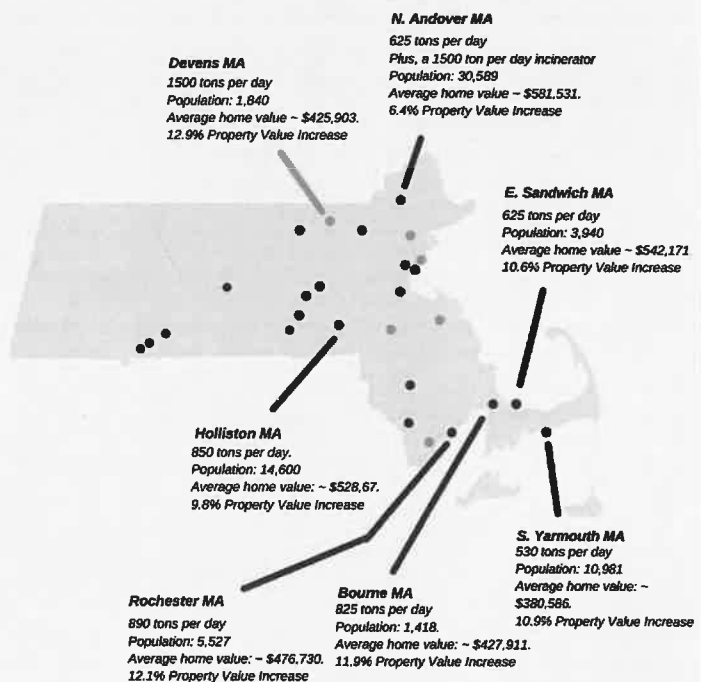 N. Andover MA
625 tons per day
Plus, a 1500 ton per day incinerator
Population: 30,589
Average home value ~ $581,531.
6.4% Property Value Increase
Devens MA
1500 tons per day
Population: 1,840
Average home value ~ $425,903.
12.9% Property Value Increase
E. Sandwich MA
625 tons per day
Population: 3,940
Average home value ~ $542,171
10.6% Property Value Increase
Holliston MA
850 tons per day.
Population: 14,600
Average home value: ~ $528,67.
9.8% Property Value Increase
S. Yarmouth MA
530 tons per day
Population: 10,981
Average home value: ~
$380,586.
10.9% Property Value Increase
Rochester MA
890 tons per day
Population: 5,527
Average home value: ~ $476,730.
12.1% Property Value Increase
Bourne MA
825 tons per day
Population: 1,418.
Average home value: ~ $427,911.
11.9% Property Value Increase